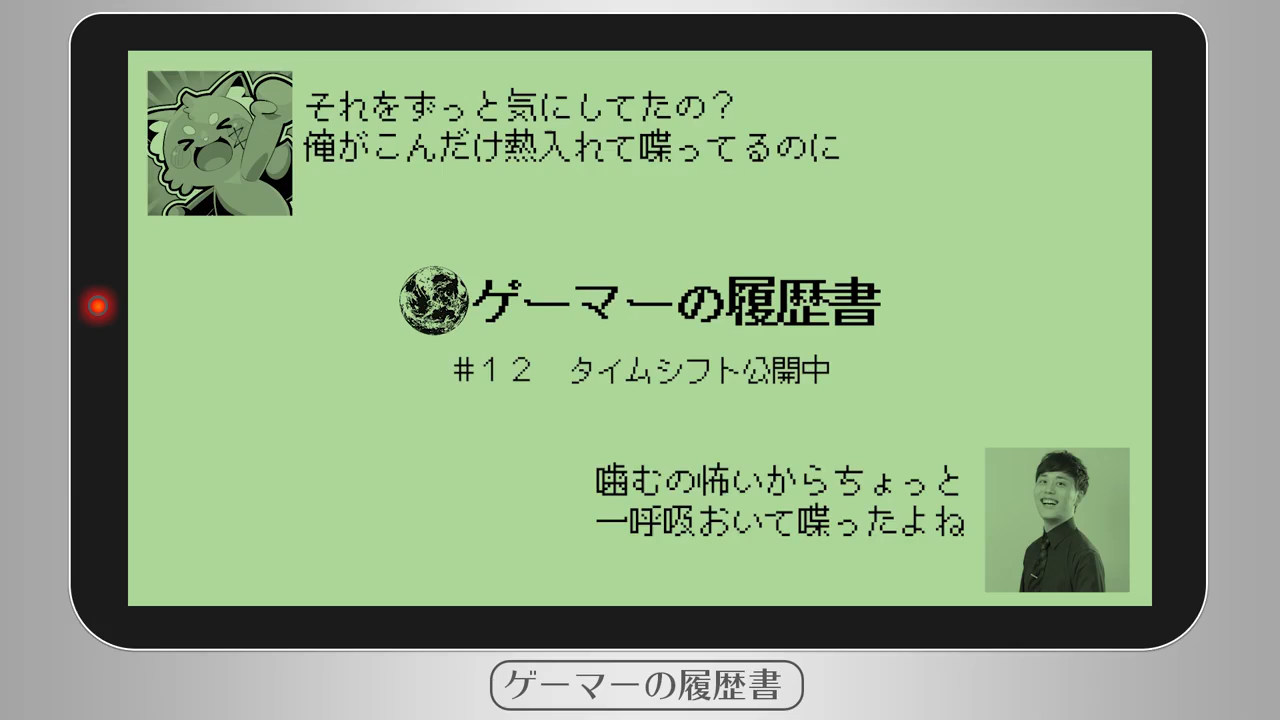 それをずっと気にしてたの？
俺がこんだけ熱入れて喋ってるのに
ゲーマーの履歴書
＃１２　タイムシフト公開中
噛むの怖いからちょっと
一呼吸おいて喋ったよね
ゲーマーの履歴書